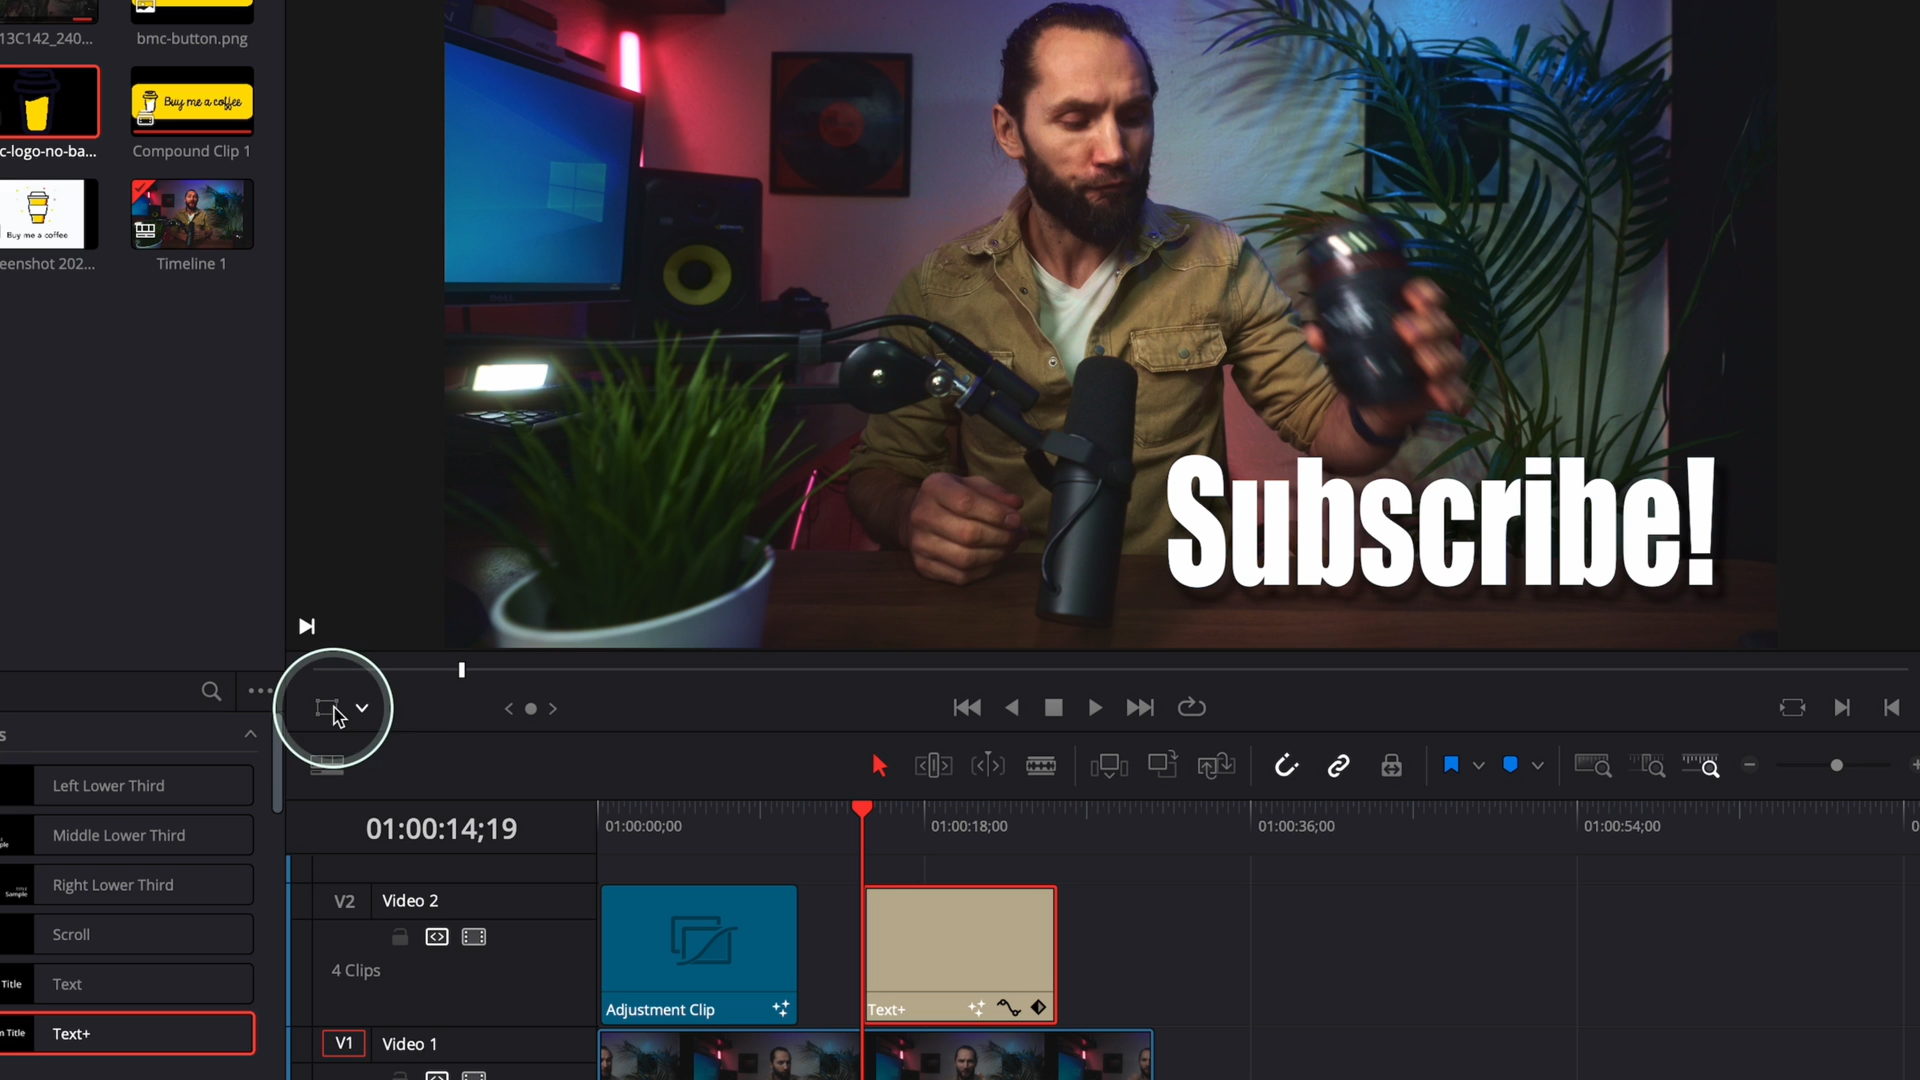 13C142_240...
bmc-button.png
Buy me a coffee
c-logo-no-ba...
Compound Clip 1
Buy me a coffee
eenshot 202...
Timeline 1
Subscribe!
s
Left Lower Third
Middle Lower Third
Right Lower Third
Sample
Scroll
Title
Text
n Title
Text+
01:00:14;19
01:00:00;00
01:00:18;00
01:00:36;00
01:00:54;00
V2
Video 2
4 Clips
Adjustment Clip
Text+
V1
Video 1